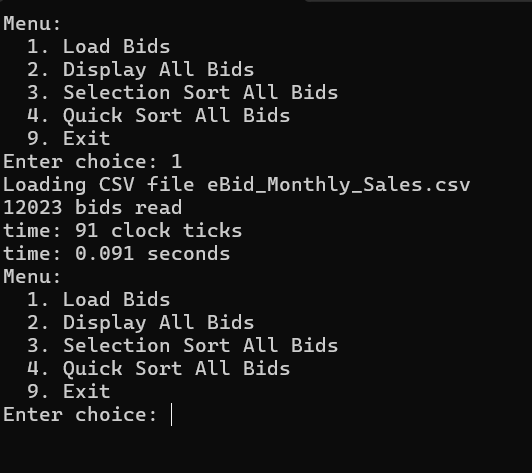 Menu:
  1. Load Bids
  2. Display All Bids
  3. Selection Sort All Bids
  4. Quick Sort All Bids
  9. Exit
Enter choice: 1
Loading CSV file eBid_Monthly_Sales.csv
12023 bids read
time: 91 clock ticks
time: 0.091 seconds
Menu:
  1. Load Bids
  2. Display All Bids
  3. Selection Sort All Bids
  4. Quick Sort All Bids
  9. Exit
Enter choice: